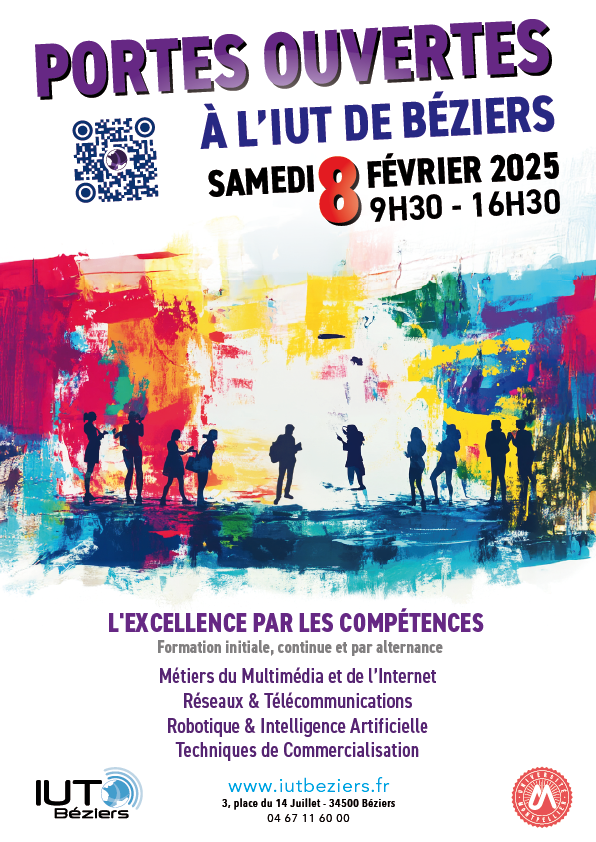 PORTES OUVERTES
À L'IUT DE BÉZIERS
SAMEDI 8 FÉVRIER 2025
9H30 - 16H30
L'EXCELLENCE PAR LES COMPÉTENCES
Formation initiale, continue et par alternance
Métiers du Multimédia et de l'Internet
Réseaux & Télécommunications
Robotique & Intelligence Artificielle
Techniques de Commercialisation
IUT
Béziers
www.iutbeziers.fr
3, place du 14 Juillet - 34500 Béziers
04 67 11 60 00
UNIVERSITÉ
MONTPELLIER